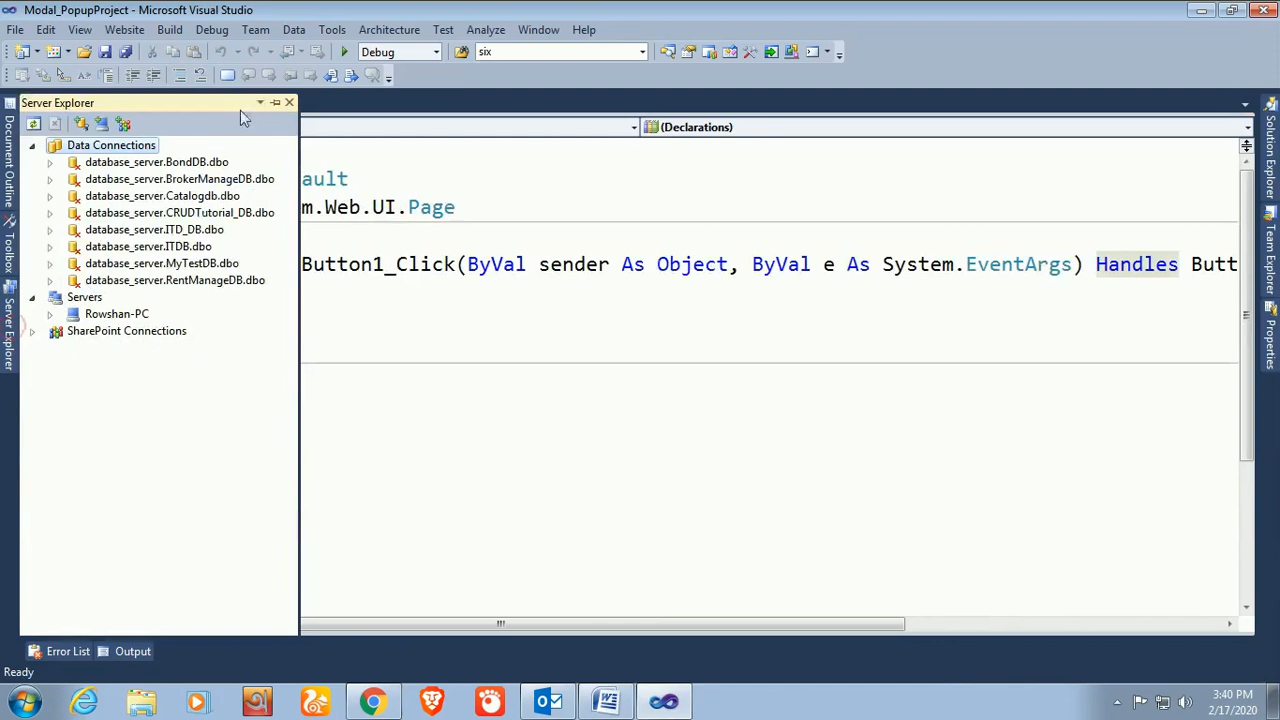 Modal_PopupProject - Microsoft Visual Studio
File Edit View Website Build Debug Team Data Tools Architecture Test Analyze Window Help
Debug six
Server Explorer
Data Connections
database_server.BondDB.dbo
database_server.BrokerManageDB.dbo
database_server.Catalogdb.dbo
database_server.CRUDTutorial_DB.dbo
database_server.ITD_DB.dbo
database_server.ITDB.dbo
database_server.MyTestDB.dbo
database_server.RentManageDB.dbo
Servers
Rowshan-PC
SharePoint Connections
Document Outline
Toolbox
Server Explorer
(Declarations)
ault
m.Web.UI.Page
Button1_Click(ByVal sender As Object, ByVal e As System.EventArgs) Handles Butt
Solution Explorer
Team Explorer
Properties
Error List Output
Ready
3:40 PM
2/17/2020